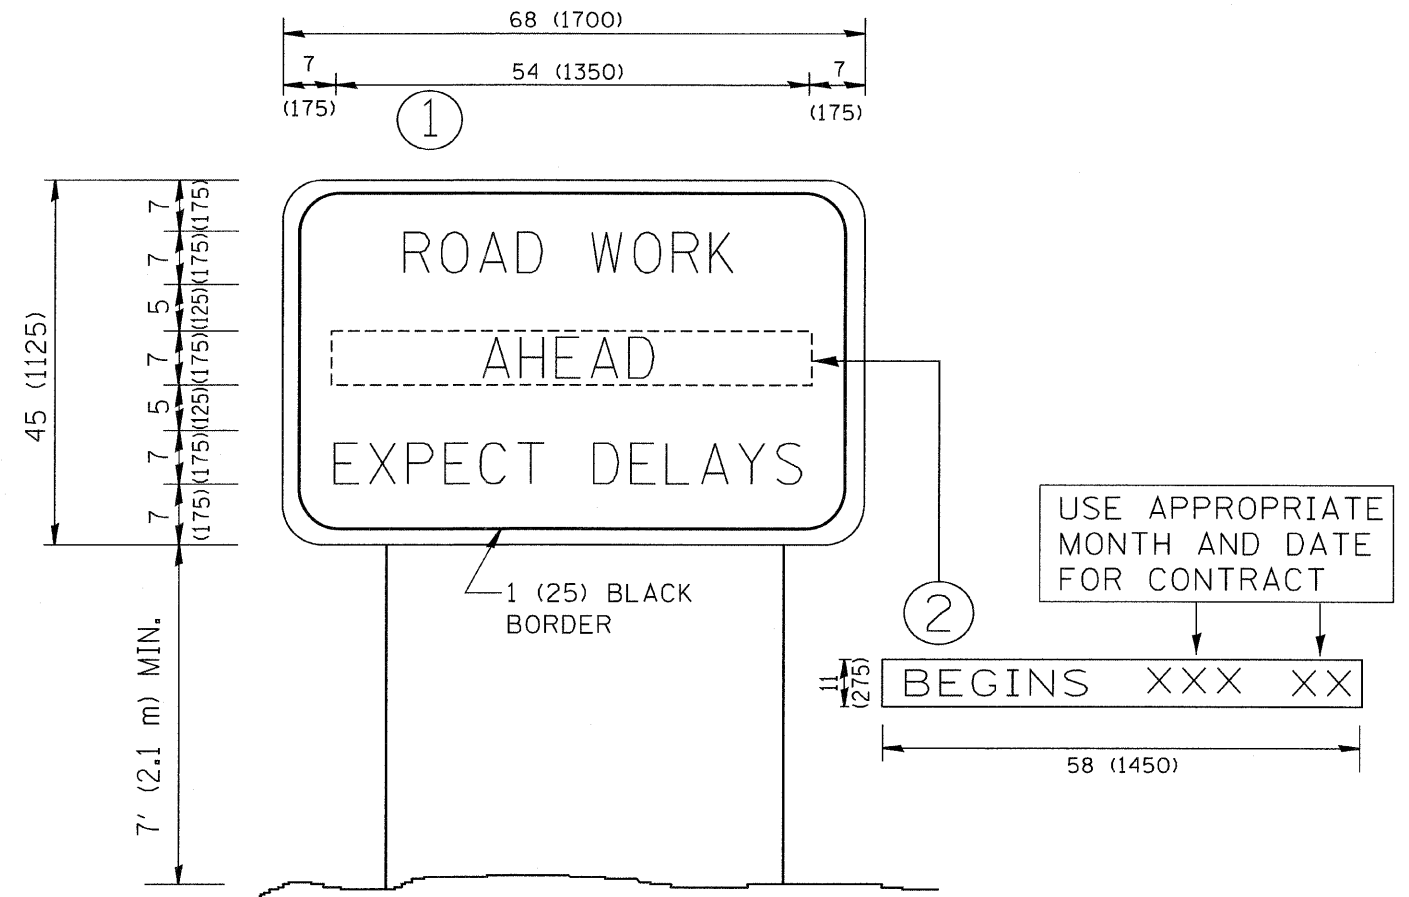 68 (1700)
7
54 (1350)
7
(175)
(175)
1
45 (1125)
7
(175)
7
(175)
5
(125)
7
(175)
5
(125)
7
(175)
7
(175)
ROAD WORK
AHEAD
EXPECT DELAYS
1 (25) BLACK
BORDER
7' (2.1 m) MIN.
2
USE APPROPRIATE
MONTH AND DATE
FOR CONTRACT
11
(275)
BEGINS XXX XX
58 (1450)